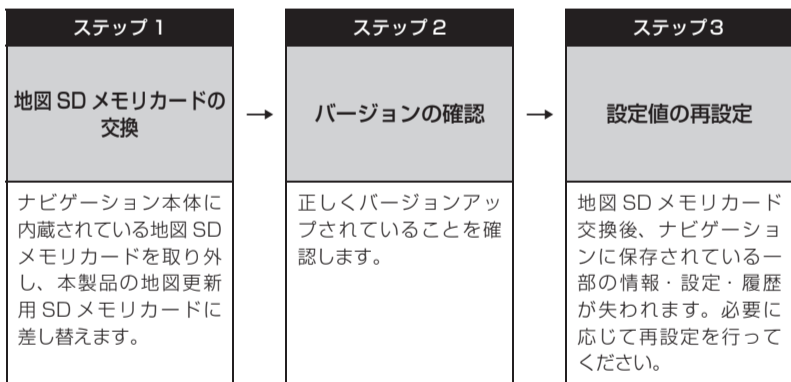 ステップ 1
地図 SD メモリカードの
交換
ナビゲーション本体に
内蔵されている地図 SD
メモリカードを取り外
し、本製品の地図更新
用 SD メモリカードに
差し替えます。
→
ステップ 2
バージョンの確認
正しくバージョンアッ
プされていることを確
認します。
→
ステップ3
設定値の再設定
地図 SD メモリカード
交換後、ナビゲーショ
ンに保存されている一
部の情報・設定・履歴
が失われます。必要に
応じて再設定を行って
ください。